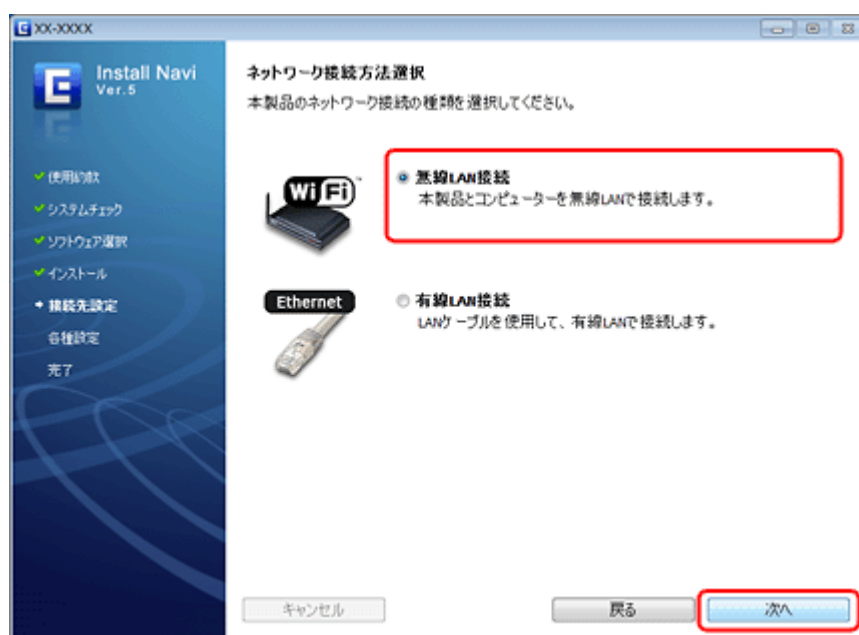 XX-XXXX
Install Navi
Ver.5
使用約款
システムチェック
ソフトウェア選択
インストール
接続先設定
各種設定
完了
ネットワーク接続方法選択
本製品のネットワーク接続の種類を選択してください。
Wi Fi
無線LAN接続
本製品とコンピューターを無線LANで接続します。
Ethernet
有線LAN接続
LANケーブルを使用して、有線LANで接続します。
キャンセル
戻る
次へ